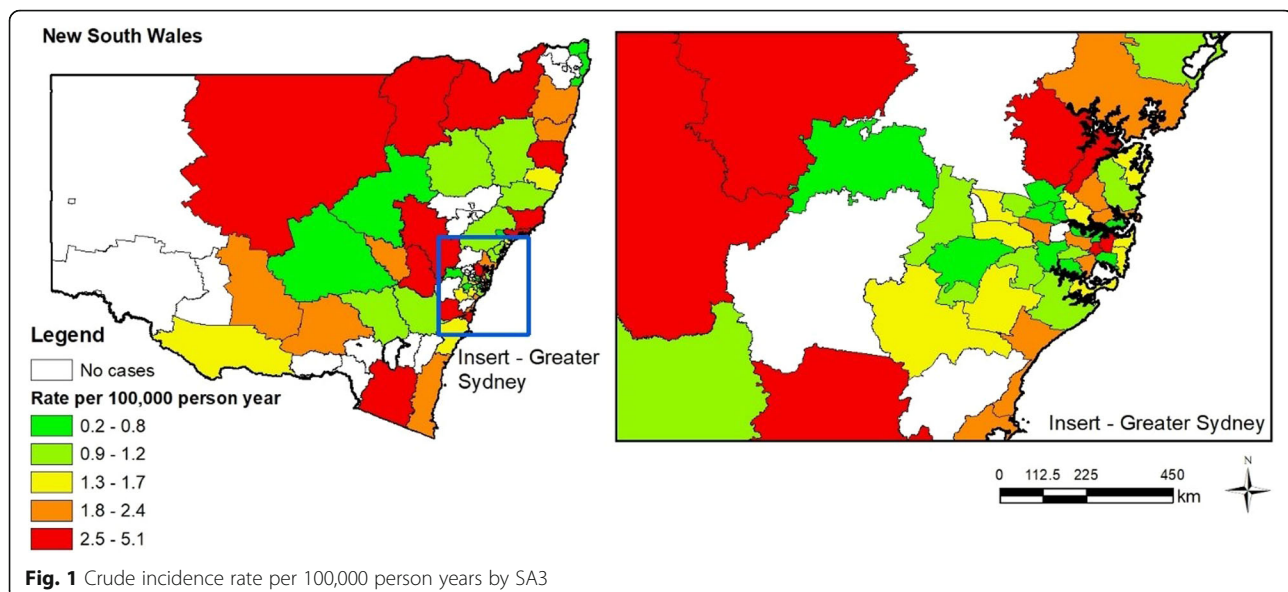 New South Wales
Legend
No cases
Rate per 100,000 person year
0.2 - 0.8
0.9 - 1.2
1.3 - 1.7
1.8 - 2.4
2.5 - 5.1
Insert - Greater
Sydney
Insert - Greater Sydney
0 112.5 225 450
km
N
Fig. 1 Crude incidence rate per 100,000 person years by SA3